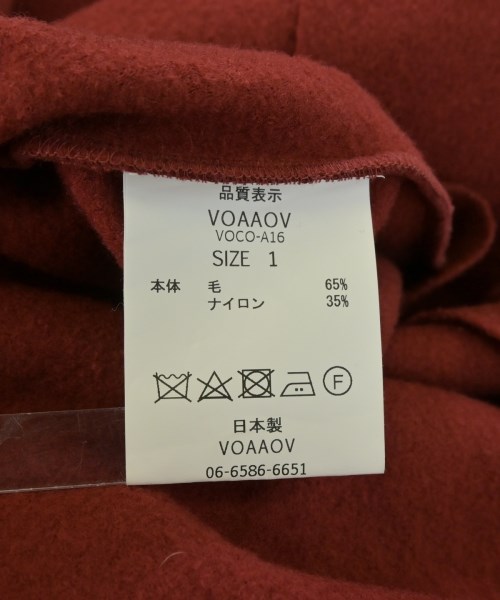 品質表示
VOAAOV
VOCO-A16
SIZE 1
本体 毛 65%
ナイロン 35%
F
日本製
VOAAOV
06-6586-6651